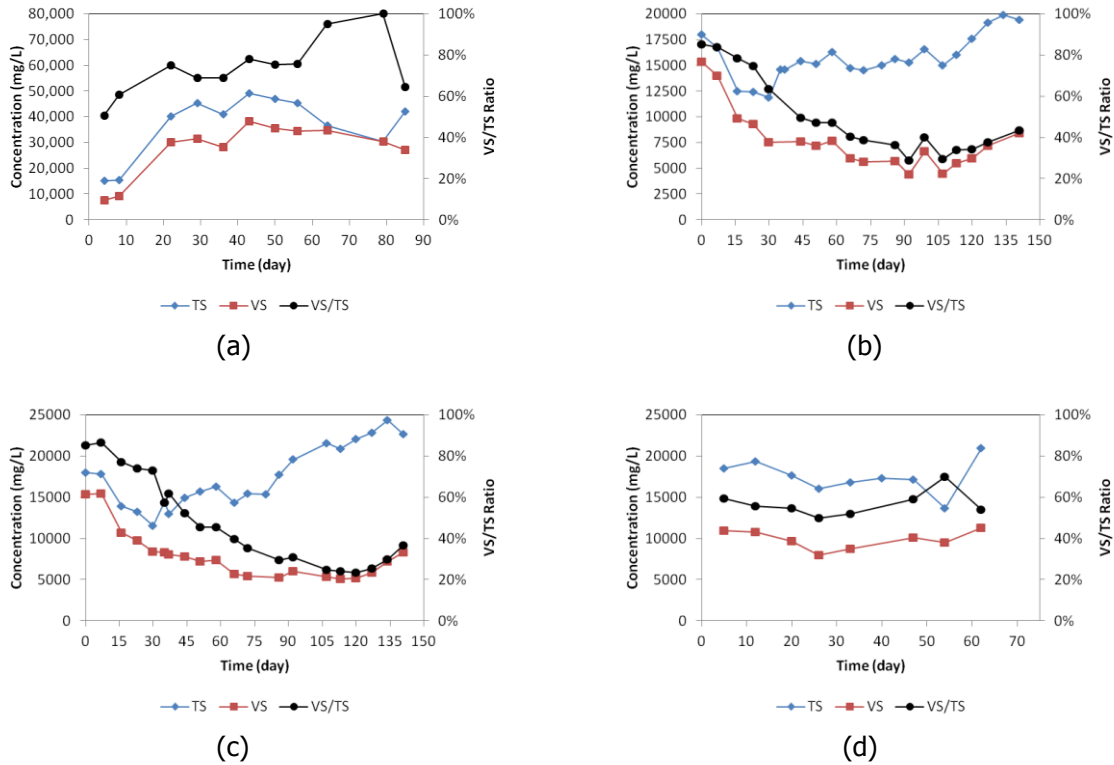 80,000
70,000
60,000
50,000
40,000
30,000
20,000
10,000
0
Concentration (mg/L)
100%
80%
60%
40%
20%
0%
VS/TS Ratio
0 10 20 30 40 50 60 70 80 90
Time (day)
TS VS VS/TS
(a)
20000
17500
15000
12500
10000
7500
5000
2500
0
Concentration (mg/L)
100%
80%
60%
40%
20%
0%
VS/TS Ratio
0 15 30 45 60 75 90 105 120 135 150
Time (day)
TS VS VS/TS
(b)
25000
20000
15000
10000
5000
0
Concentration (mg/L)
100%
80%
60%
40%
20%
0%
VS/TS Ratio
0 15 30 45 60 75 90 105 120 135 150
Time (day)
TS VS VS/TS
(c)
25000
20000
15000
10000
5000
0
Concentration (mg/L)
100%
80%
60%
40%
20%
0%
VS/TS Ratio
0 10 20 30 40 50 60 70
Time (day)
TS VS VS/TS
(d)